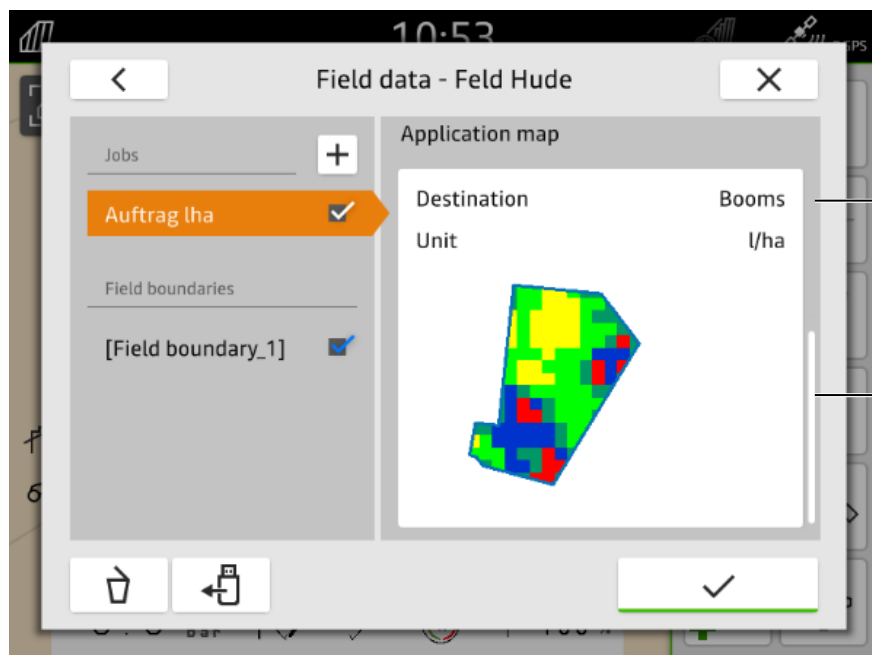 10:53
GPS
Field data - Feld Hude
Jobs
Auftrag lha
Field boundaries
[Field boundary_1]
Application map
Destination Booms
Unit l/ha